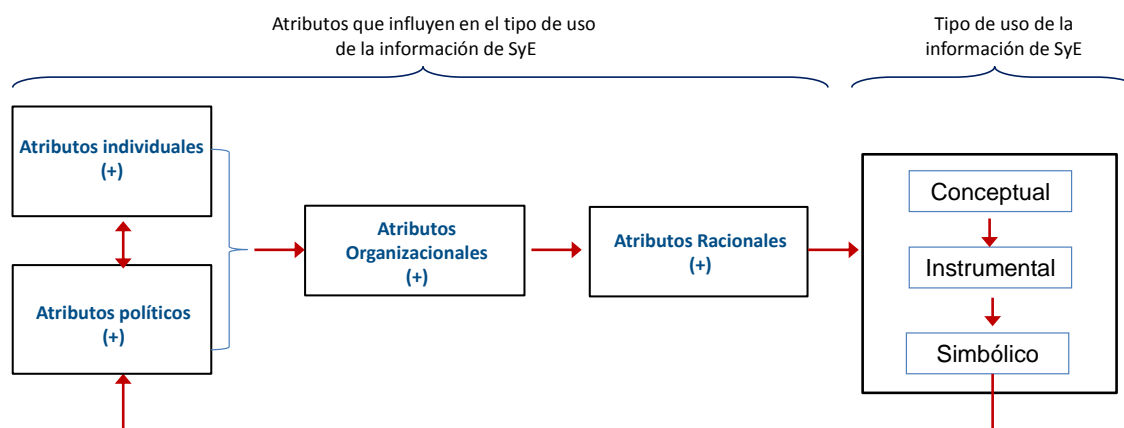 Atributos que influyen en el tipo de uso
de la información de SyE
Tipo de uso de la
información de SyE
Atributos individuales
(+)
Atributos políticos
(+)
Atributos
Organizacionales
(+)
Atributos Racionales
(+)
Conceptual
Instrumental
Simbólico